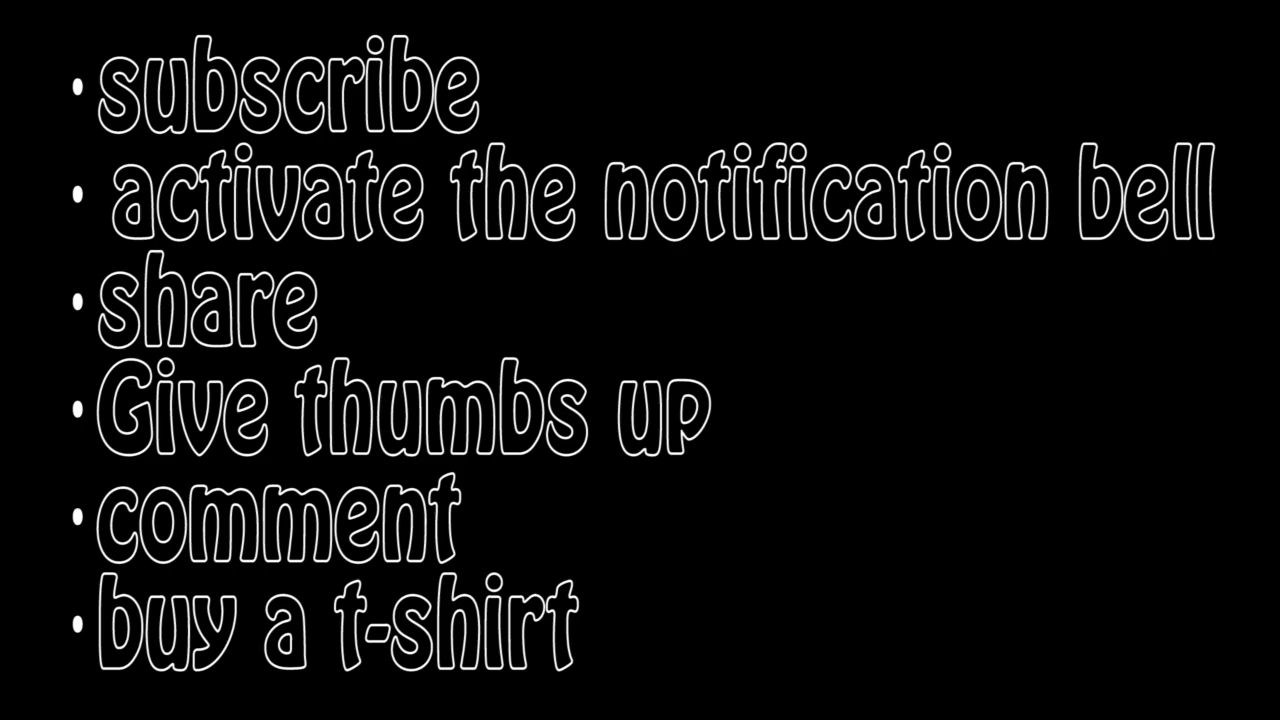 • subscribe
• activate the notification bell
• share
• Give thumbs up
• comment
• buy a t-shirt